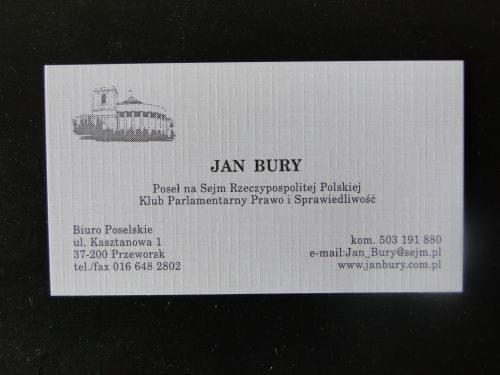 JAN BURY
Poseł na Sejm Rzeczypospolitej Polskiej
Klub Parlamentarny Prawo i Sprawiedliwość
Biuro Poselskie
ul. Kasztanowa 1
37-200 Przeworsk
tel./fax 016 648 2802
kom. 503 191 880
e-mail:Jan_Bury@sejm.pl
www.janbury.com.pl